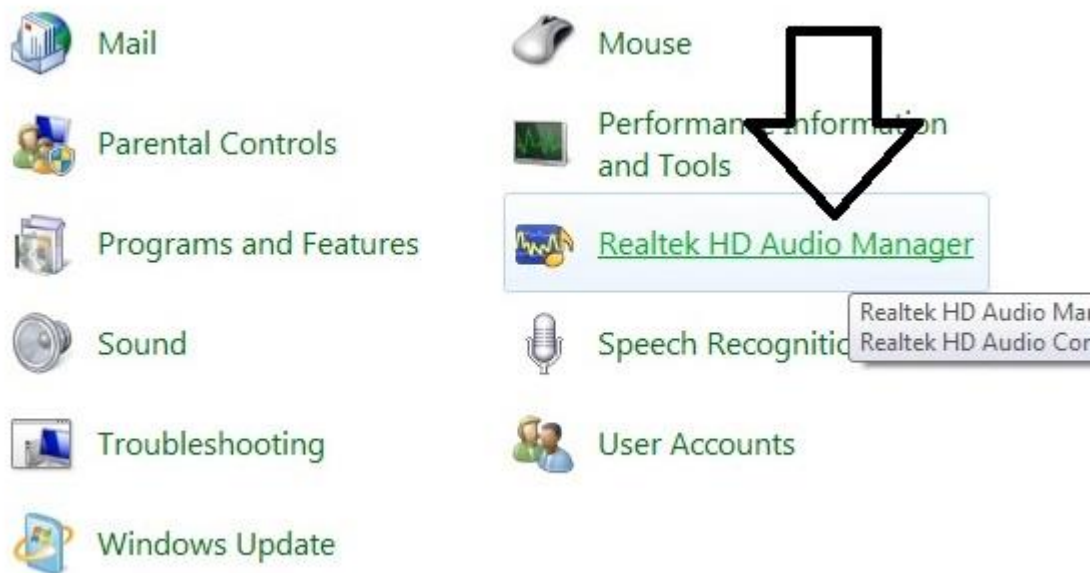 Mail
Mouse
Parental Controls
Performance Information
and Tools
Programs and Features
Realtek HD Audio Manager
Realtek HD Audio Mar
Realtek HD Audio Cor
Sound
Speech Recognitic
Troubleshooting
User Accounts
Windows Update